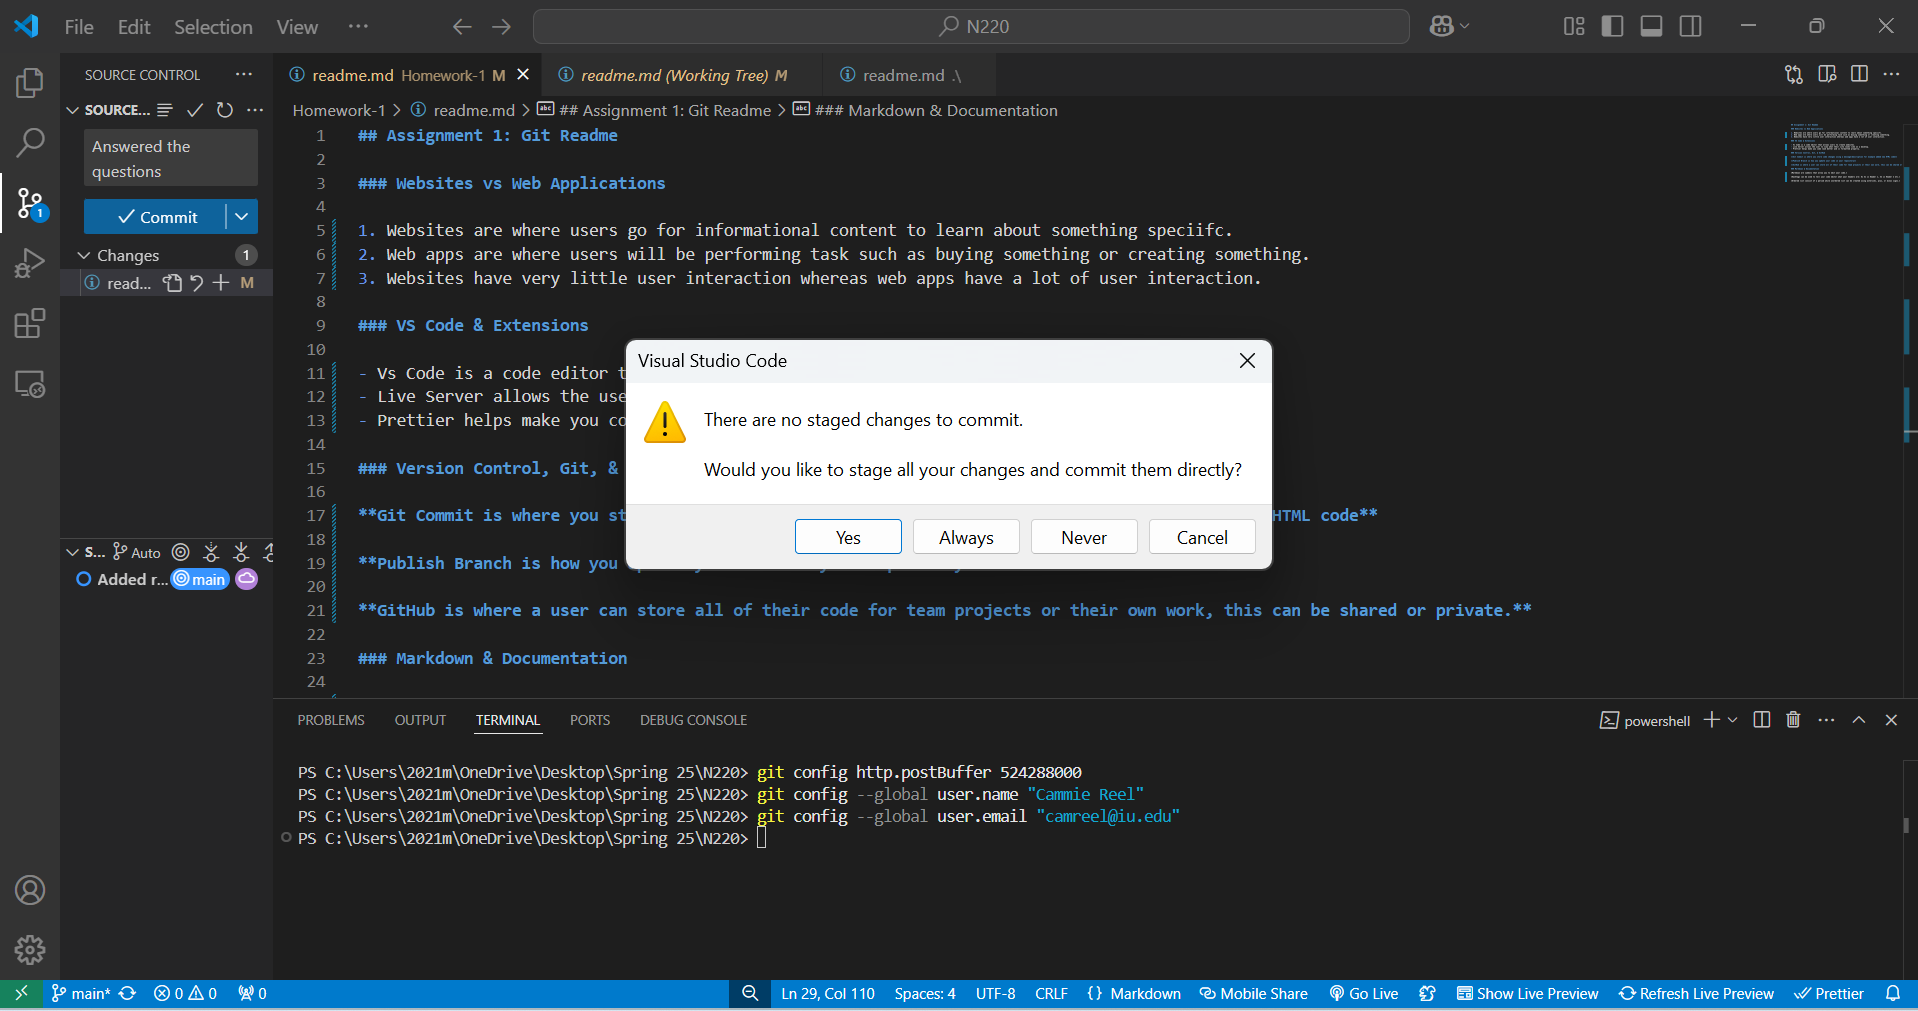 File Edit Selection View ··· N220
SOURCE CONTROL ···
readme.md Homework-1 M
readme.md (Working Tree) M
readme.md .\
SOURCE... ···
Homework-1 > readme.md > ## Assignment 1: Git Readme > ### Markdown & Documentation
Answered the
questions
Commit
Changes 1
read... M
1 ## Assignment 1: Git Readme
2
3 ### Websites vs Web Applications
4
5 1. Websites are where users go for informational content to learn about something speciifc.
6 2. Web apps are where users will be performing task such as buying something or creating something.
7 3. Websites have very little user interaction whereas web apps have a lot of user interaction.
8
9 ### VS Code & Extensions
10
11 - Vs Code is a code editor
12 - Live Server allows the use
13 - Prettier helps make you co
14
15 ### Version Control, Git, &
16
17 **Git Commit is where you st HTML code**
18
19 **Publish Branch is how you
20
21 **GitHub is where a user can store all of their code for team projects or their own work, this can be shared or private.**
22
23 ### Markdown & Documentation
24
Visual Studio Code
There are no staged changes to commit.
Would you like to stage all your changes and commit them directly?
Yes Always Never Cancel
S... Auto
Added r... main
PROBLEMS OUTPUT TERMINAL PORTS DEBUG CONSOLE powershell
PS C:\Users\2021m\OneDrive\Desktop\Spring 25\N220> git config http.postBuffer 524288000
PS C:\Users\2021m\OneDrive\Desktop\Spring 25\N220> git config --global user.name "Cammie Reel"
PS C:\Users\2021m\OneDrive\Desktop\Spring 25\N220> git config --global user.email "camreel@iu.edu"
PS C:\Users\2021m\OneDrive\Desktop\Spring 25\N220>
main* 0 0 0 Ln 29, Col 110 Spaces: 4 UTF-8 CRLF {} Markdown Mobile Share Go Live Show Live Preview Refresh Live Preview Prettier